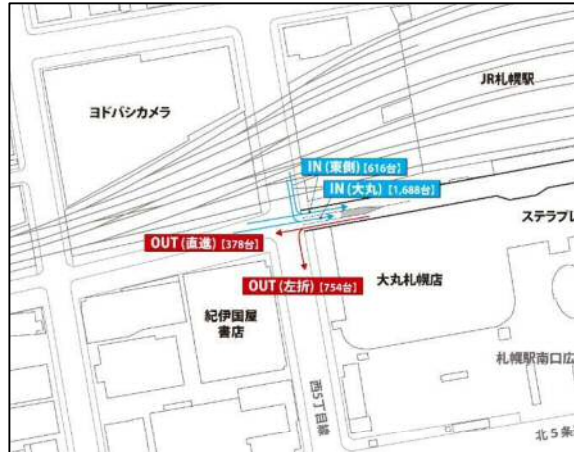 JR札幌駅
ヨドバシカメラ
IN (東側) [616台]
IN (大丸) [1,688台]
ステラプレ
OUT (直進) [378台]
OUT (左折) [754台]
大丸札幌店
紀伊国屋
書店
札幌駅南口広
西5丁目線
北5条